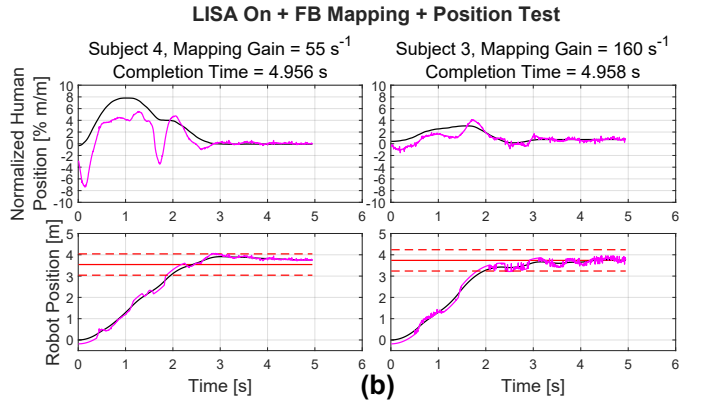 LISA On + FB Mapping + Position Test
Subject 4, Mapping Gain = 55 s⁻¹
Completion Time = 4.956 s
Subject 3, Mapping Gain = 160 s⁻¹
Completion Time = 4.958 s
Normalized Human
Position [% m/m]
10
8
6
4
2
0
-2
-4
-6
-8
-10
0 1 2 3 4 5 6
10
8
6
4
2
0
-2
-4
-6
-8
-10
0 1 2 3 4 5 6
Robot Position [m]
5
4
3
2
1
0
0 1 2 3 4 5 6
Time [s]
5
4
3
2
1
0
0 1 2 3 4 5 6
Time [s]
(b)